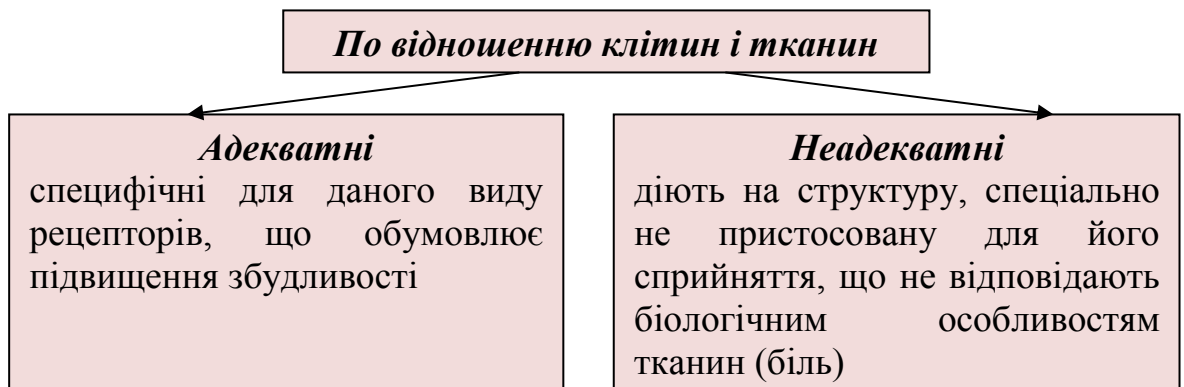 По відношенню клітин і тканин
Адекватні
специфічні для даного виду
рецепторів, що обумовлює
підвищення збудливості
Неадекватні
діють на структуру, спеціально
не пристосовану для його
сприйняття, що не відповідають
біологічним особливостям
тканин (біль)